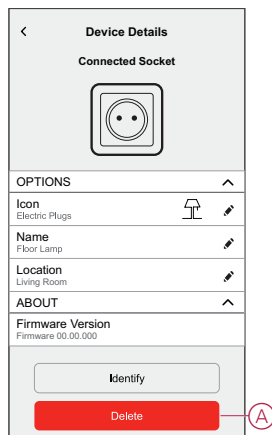 Device Details
Connected Socket
OPTIONS
Icon
Electric Plugs
Name
Floor Lamp
Location
Living Room
ABOUT
Firmware Version
Firmware 00.00.000
Identify
Delete
A